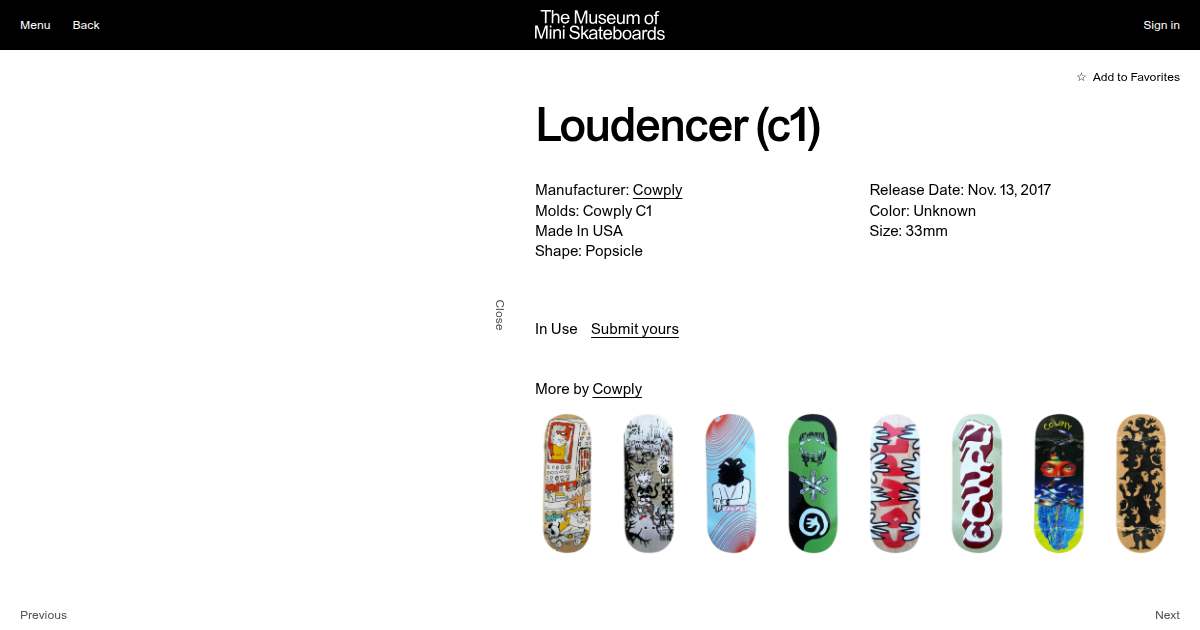 Menu
Back
The Museum of
Mini Skateboards
Sign in
☆ Add to Favorites
Loudencer (c1)
Manufacturer: Cowply
Molds: Cowply C1
Made In USA
Shape: Popsicle
Release Date: Nov. 13, 2017
Color: Unknown
Size: 33mm
Close
In Use Submit yours
More by Cowply
COWPLY
Previous
Next